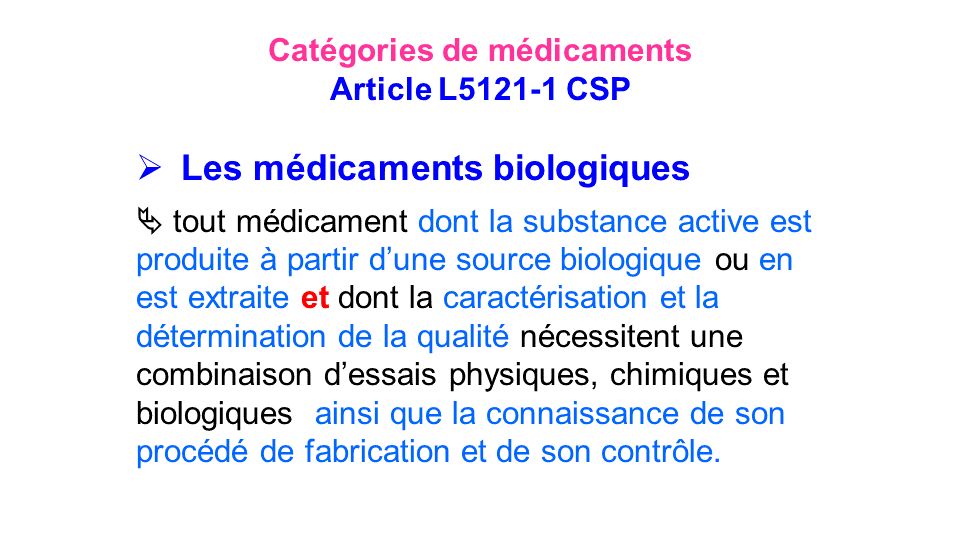 Catégories de médicaments
Article L5121-1 CSP
➢ Les médicaments biologiques
⮱ tout médicament dont la substance active est
produite à partir d’une source biologique ou en
est extraite et dont la caractérisation et la
détermination de la qualité nécessitent une
combinaison d’essais physiques, chimiques et
biologiques ainsi que la connaissance de son
procédé de fabrication et de son contrôle.